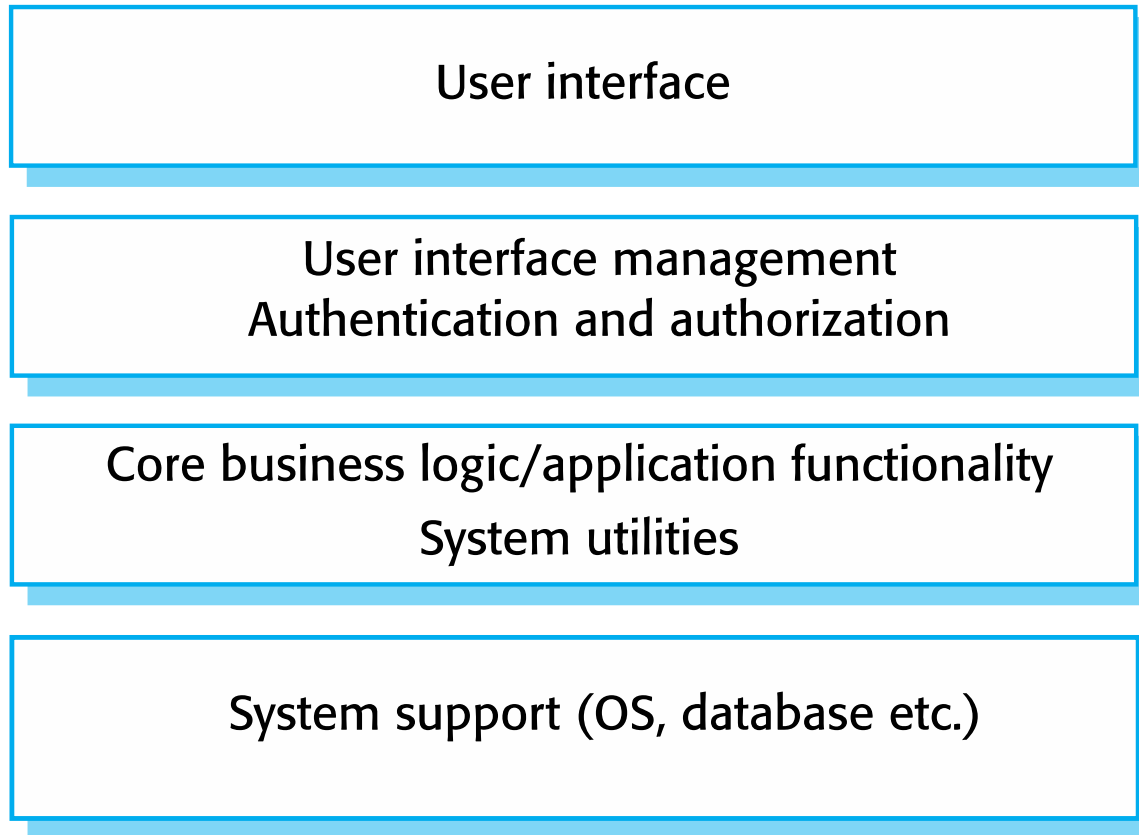 User interface
User interface management
Authentication and authorization
Core business logic/application functionality
System utilities
System support (OS, database etc.)